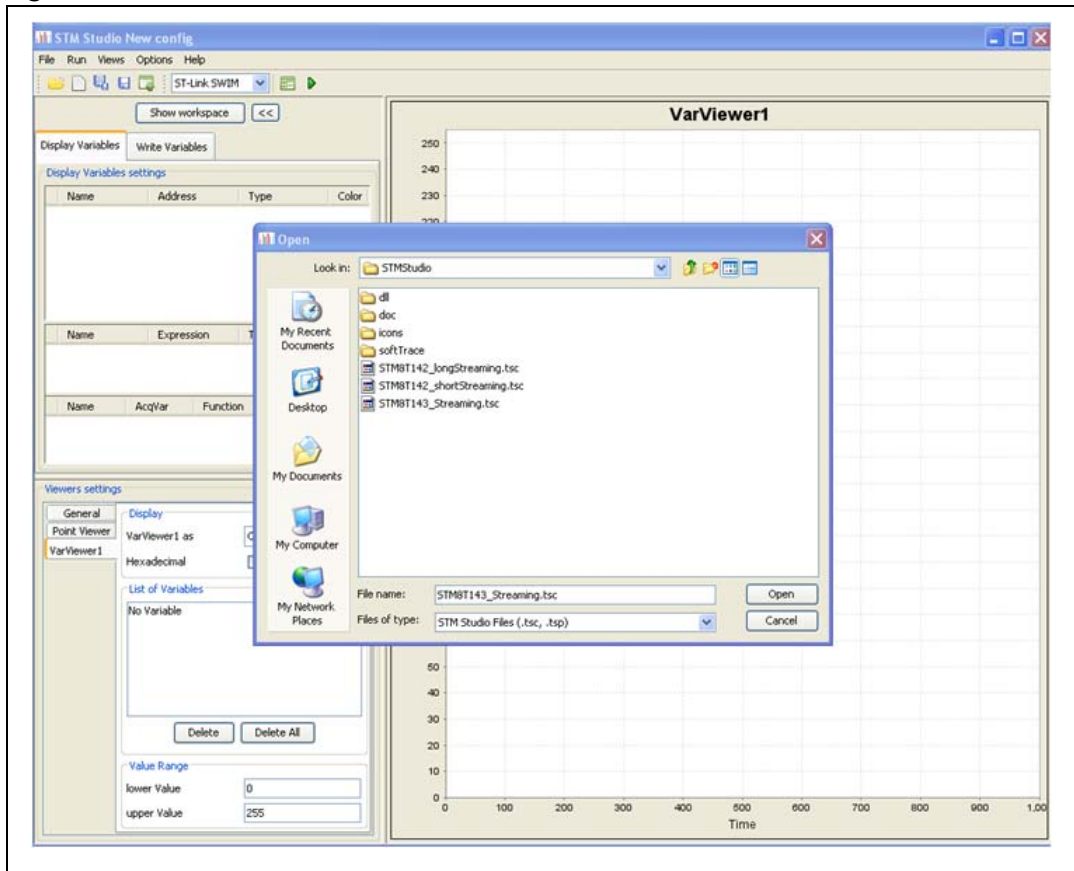 STM Studio New config
File Run Views Options Help
ST-Link SWIM
Show workspace <<
Display Variables Write Variables
Display Variables settings
Name Address Type Color
Name Expression
Name AcqVar Function
Viewers settings
General
Point Viewer
VarViewer1
Display
VarViewer1 as
Hexadecimal
List of Variables
No Variable
Delete Delete All
Value Range
lower Value 0
upper Value 255
VarViewer1
250
240
230
50
40
30
20
10
0
0 100 200 300 400 500 600 700 800 900 1,00
Time
Open
Look in: STMStudio
My Recent Documents
Desktop
My Documents
My Computer
My Network Places
dll
doc
icons
softTrace
STM8T142_longStreaming.tsc
STM8T142_shortStreaming.tsc
STM8T143_Streaming.tsc
File name: STM8T143_Streaming.tsc Open
Files of type: STM Studio Files (.tsc, .tsp) Cancel